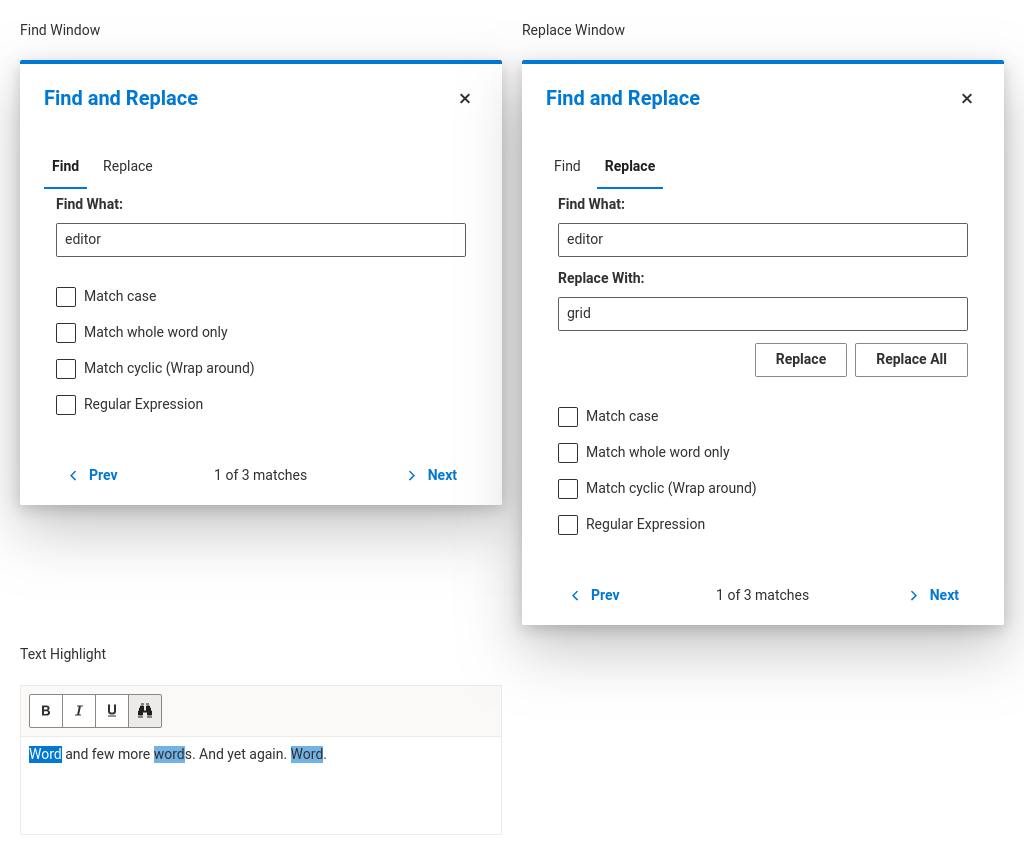 Find Window
Find and Replace
Find Replace
Find What:
editor
Match case
Match whole word only
Match cyclic (Wrap around)
Regular Expression
Prev 1 of 3 matches Next
Replace Window
Find and Replace
Find Replace
Find What:
editor
Replace With:
grid
Replace Replace All
Match case
Match whole word only
Match cyclic (Wrap around)
Regular Expression
Prev 1 of 3 matches Next
Text Highlight
B I U
Word and few more words. And yet again. Word.